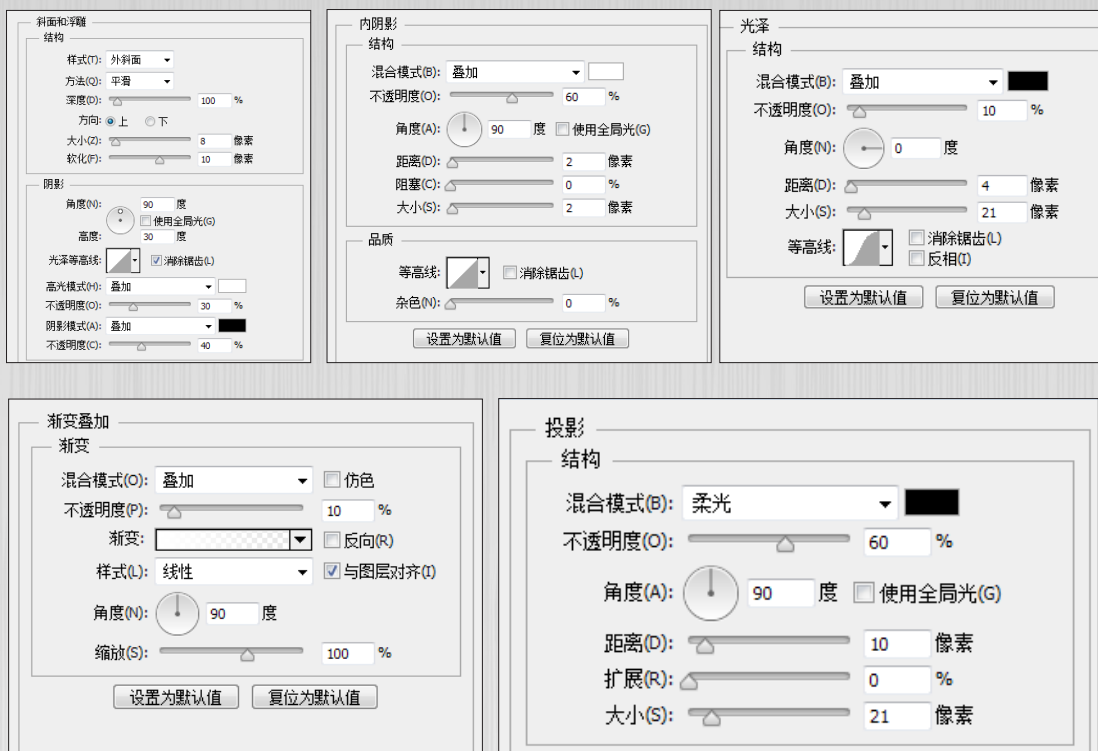 斜面和浮雕
结构
样式(T): 外斜面
方法(Q): 平滑
深度(D): 100 %
方向: 上 下
大小(Z): 8 像素
软化(F): 10 像素
阴影
角度(N): 90 度
使用全局光(G)
高度: 30 度
光泽等高线: 消除锯齿(L)
高光模式(H): 叠加
不透明度(O): 30 %
阴影模式(A): 叠加
不透明度(C): 40 %
内阴影
结构
混合模式(B): 叠加
不透明度(O): 60 %
角度(A): 90 度 使用全局光(G)
距离(D): 2 像素
阻塞(C): 0 %
大小(S): 2 像素
品质
等高线: 消除锯齿(L)
杂色(N): 0 %
设置为默认值 复位为默认值
光泽
结构
混合模式(B): 叠加
不透明度(O): 10 %
角度(N): 0 度
距离(D): 4 像素
大小(S): 21 像素
等高线: 消除锯齿(L)
反相(I)
设置为默认值 复位为默认值
渐变叠加
渐变
混合模式(O): 叠加 仿色
不透明度(P): 10 %
渐变: 反向(R)
样式(L): 线性 与图层对齐(I)
角度(N): 90 度
缩放(S): 100 %
设置为默认值 复位为默认值
投影
结构
混合模式(B): 柔光
不透明度(O): 60 %
角度(A): 90 度 使用全局光(G)
距离(D): 10 像素
扩展(R): 0 %
大小(S): 21 像素